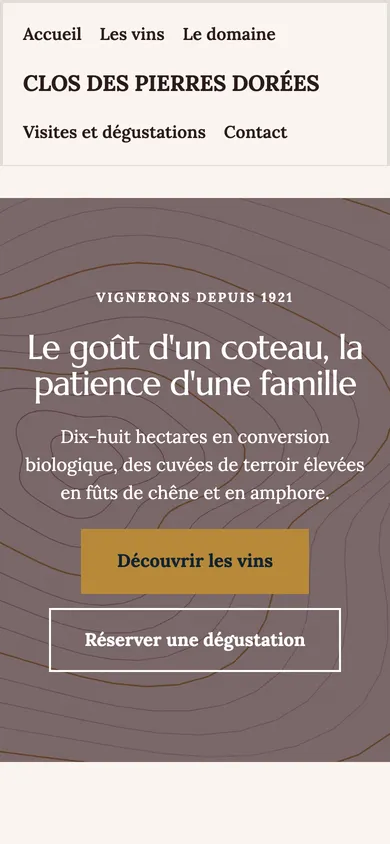 Accueil Les vins Le domaine
CLOS DES PIERRES DORÉES
Visites et dégustations Contact
VIGNERONS DEPUIS 1921
Le goût d'un coteau, la
patience d'une famille
Dix-huit hectares en conversion
biologique, des cuvées de terroir élevées
en fûts de chêne et en amphore.
Découvrir les vins
Réserver une dégustation